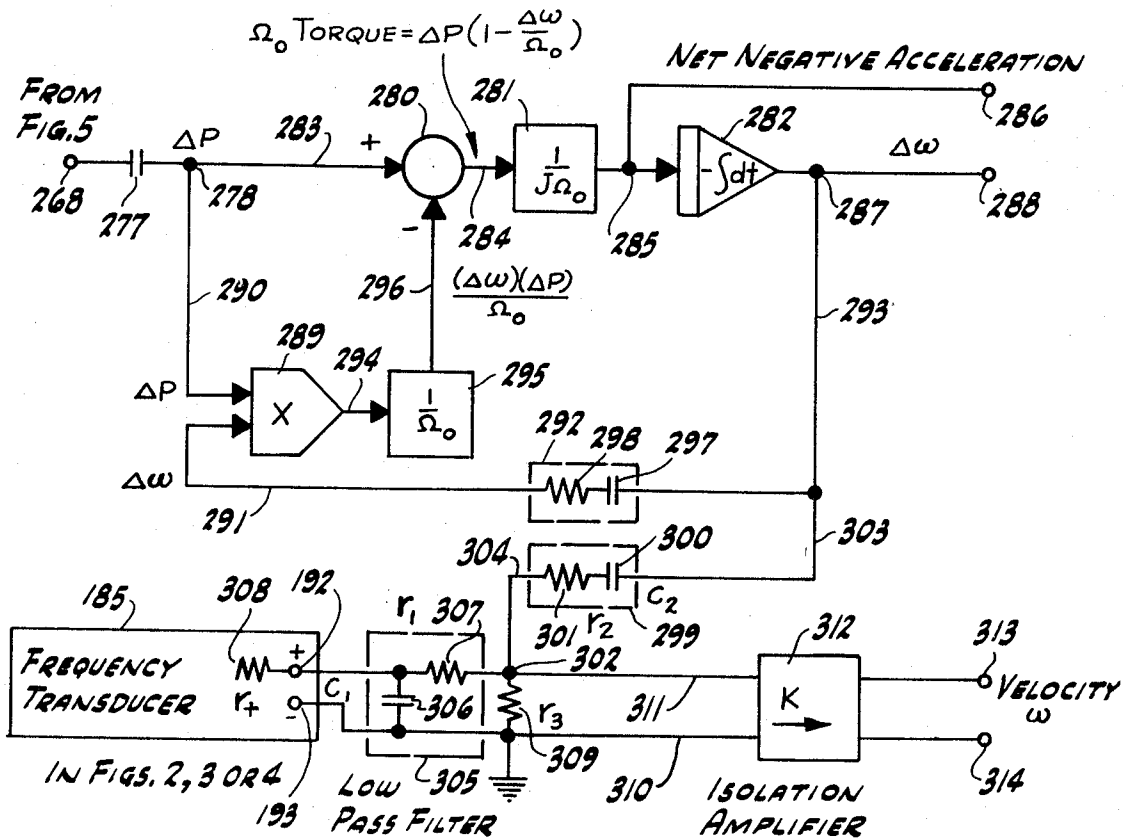 Ω₀ TORQUE = ΔP(1 - Δω/Ω₀)
NET NEGATIVE ACCELERATION
FROM
FIG. 5
ΔP
283
+
280
281
282
286
1/JΩ₀
-∫dt
Δω
268
277
278
284
285
287
288
-
296
(Δω)(ΔP)/Ω₀
290
293
289
294
295
ΔP
X
1/Ω₀
292
298
297
Δω
291
304
300
303
185
308
192
r₁
307
301
r₂
C₂
299
302
312
313
FREQUENCY
TRANSDUCER
r₊
+
-
C₁
306
r₃
309
311
K
VELOCITY
ω
310
314
IN FIGS. 2, 3 OR 4
193
LOW
PASS FILTER
305
ISOLATION
AMPLIFIER